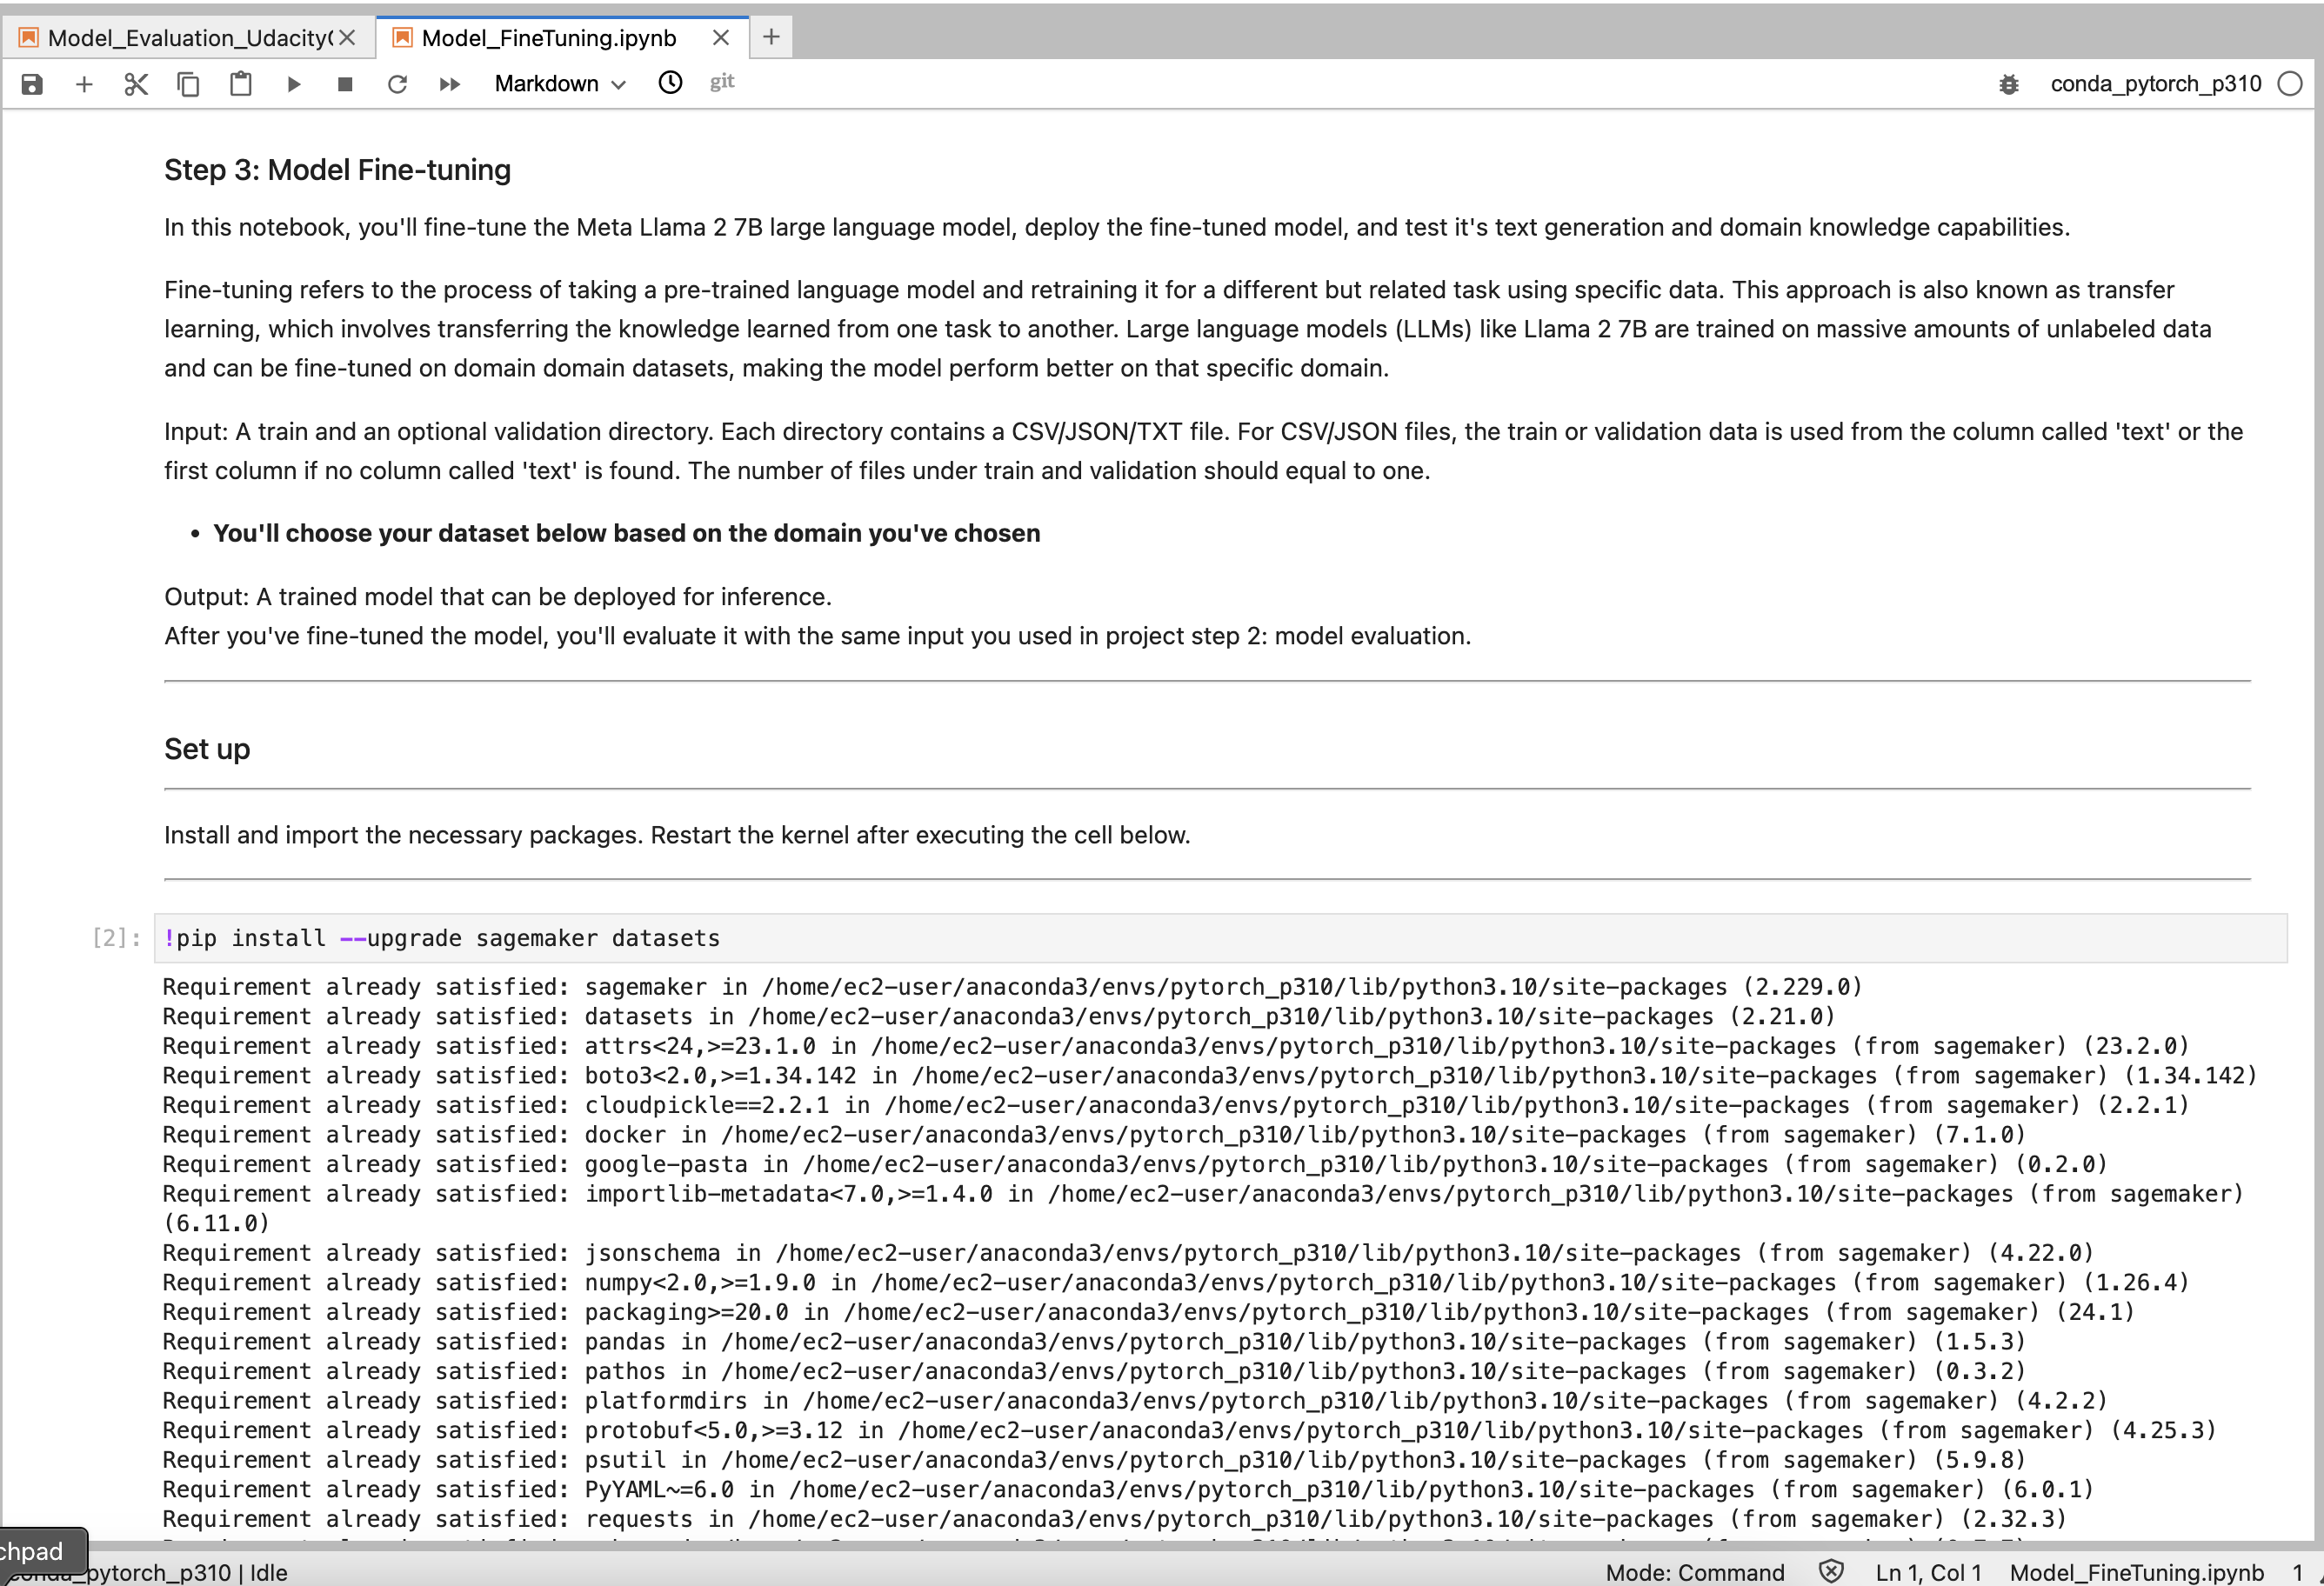 Model_Evaluation_Udacity
Model_FineTuning.ipynb
Markdown
git
conda_pytorch_p310
Step 3: Model Fine-tuning
In this notebook, you'll fine-tune the Meta Llama 2 7B large language model, deploy the fine-tuned model, and test it's text generation and domain knowledge capabilities.
Fine-tuning refers to the process of taking a pre-trained language model and retraining it for a different but related task using specific data. This approach is also known as transfer
learning, which involves transferring the knowledge learned from one task to another. Large language models (LLMs) like Llama 2 7B are trained on massive amounts of unlabeled data
and can be fine-tuned on domain domain datasets, making the model perform better on that specific domain.
Input: A train and an optional validation directory. Each directory contains a CSV/JSON/TXT file. For CSV/JSON files, the train or validation data is used from the column called 'text' or the
first column if no column called 'text' is found. The number of files under train and validation should equal to one.
• You'll choose your dataset below based on the domain you've chosen
Output: A trained model that can be deployed for inference.
After you've fine-tuned the model, you'll evaluate it with the same input you used in project step 2: model evaluation.
Set up
Install and import the necessary packages. Restart the kernel after executing the cell below.
[2]: !pip install --upgrade sagemaker datasets
Requirement already satisfied: sagemaker in /home/ec2-user/anaconda3/envs/pytorch_p310/lib/python3.10/site-packages (2.229.0)
Requirement already satisfied: datasets in /home/ec2-user/anaconda3/envs/pytorch_p310/lib/python3.10/site-packages (2.21.0)
Requirement already satisfied: attrs<24,>=23.1.0 in /home/ec2-user/anaconda3/envs/pytorch_p310/lib/python3.10/site-packages (from sagemaker) (23.2.0)
Requirement already satisfied: boto3<2.0,>=1.34.142 in /home/ec2-user/anaconda3/envs/pytorch_p310/lib/python3.10/site-packages (from sagemaker) (1.34.142)
Requirement already satisfied: cloudpickle==2.2.1 in /home/ec2-user/anaconda3/envs/pytorch_p310/lib/python3.10/site-packages (from sagemaker) (2.2.1)
Requirement already satisfied: docker in /home/ec2-user/anaconda3/envs/pytorch_p310/lib/python3.10/site-packages (from sagemaker) (7.1.0)
Requirement already satisfied: google-pasta in /home/ec2-user/anaconda3/envs/pytorch_p310/lib/python3.10/site-packages (from sagemaker) (0.2.0)
Requirement already satisfied: importlib-metadata<7.0,>=1.4.0 in /home/ec2-user/anaconda3/envs/pytorch_p310/lib/python3.10/site-packages (from sagemaker)
(6.11.0)
Requirement already satisfied: jsonschema in /home/ec2-user/anaconda3/envs/pytorch_p310/lib/python3.10/site-packages (from sagemaker) (4.22.0)
Requirement already satisfied: numpy<2.0,>=1.9.0 in /home/ec2-user/anaconda3/envs/pytorch_p310/lib/python3.10/site-packages (from sagemaker) (1.26.4)
Requirement already satisfied: packaging>=20.0 in /home/ec2-user/anaconda3/envs/pytorch_p310/lib/python3.10/site-packages (from sagemaker) (24.1)
Requirement already satisfied: pandas in /home/ec2-user/anaconda3/envs/pytorch_p310/lib/python3.10/site-packages (from sagemaker) (1.5.3)
Requirement already satisfied: pathos in /home/ec2-user/anaconda3/envs/pytorch_p310/lib/python3.10/site-packages (from sagemaker) (0.3.2)
Requirement already satisfied: platformdirs in /home/ec2-user/anaconda3/envs/pytorch_p310/lib/python3.10/site-packages (from sagemaker) (4.2.2)
Requirement already satisfied: protobuf<5.0,>=3.12 in /home/ec2-user/anaconda3/envs/pytorch_p310/lib/python3.10/site-packages (from sagemaker) (4.25.3)
Requirement already satisfied: psutil in /home/ec2-user/anaconda3/envs/pytorch_p310/lib/python3.10/site-packages (from sagemaker) (5.9.8)
Requirement already satisfied: PyYAML~=6.0 in /home/ec2-user/anaconda3/envs/pytorch_p310/lib/python3.10/site-packages (from sagemaker) (6.0.1)
Requirement already satisfied: requests in /home/ec2-user/anaconda3/envs/pytorch_p310/lib/python3.10/site-packages (from sagemaker) (2.32.3)
chpad
pytorch_p310 | Idle
Mode: Command
Ln 1, Col 1
Model_FineTuning.ipynb
1